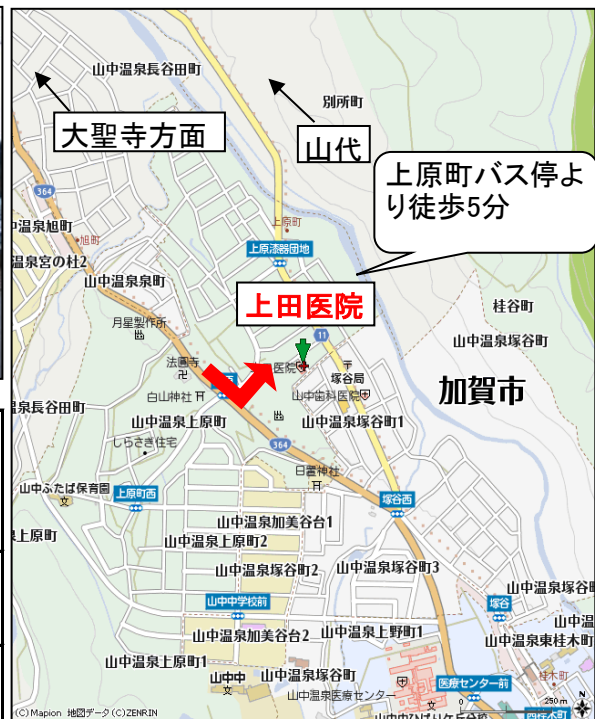 山中温泉長谷田町
別所町
大聖寺方面
山代
上原町バス停よ
り徒歩5分
364
中温泉旭町
旭町
上原町
上原漆器団地
温泉宮の杜2
山中温泉泉町
上田医院
桂谷町
月星製作所
11
山中温泉塚谷町
法圓寺
医院
塚谷局
加賀市
白山神社
山中歯科医院
泉長谷田町
山中温泉上原町
山中温泉塚谷町1
しらさぎ住宅
364
日置神社
山中ふたば保育園
上原町西
塚谷西
山中温泉加美谷台1
上原町
山中温泉上原町2
山中温泉塚谷町2
山中温泉塚谷町3
山中温泉塚谷町
山中中学校前
塚谷
山中温泉加美谷台2
山中温泉上野町1
山中温泉東桂木町
山中温泉上原町1
山中中
山中温泉塚谷町
桂木町
山中温泉医療センター
医療センター前
250m
N
(C)Mapion 地図データ(C)ZENRIN
西桂木町